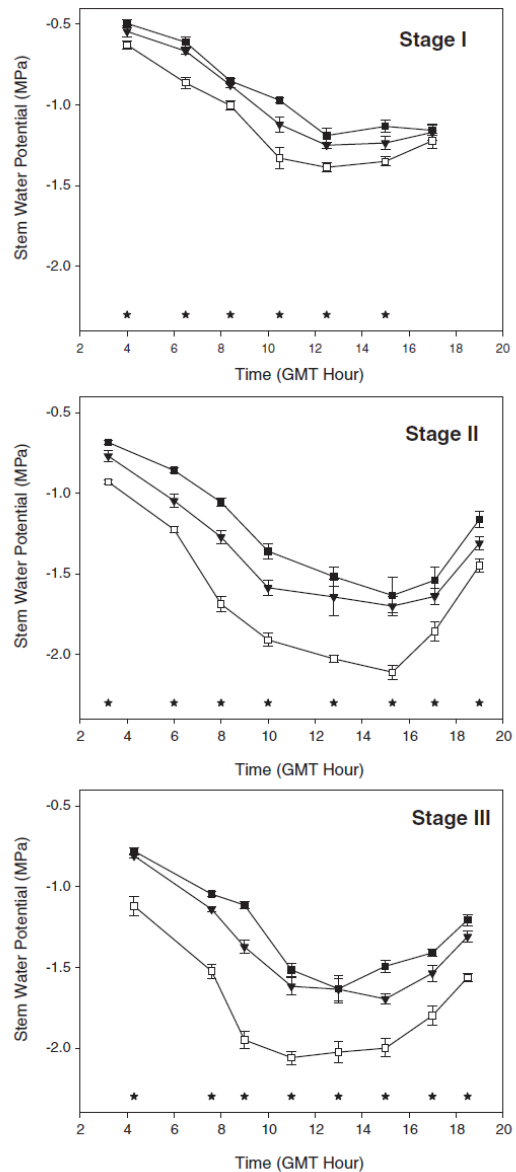 Stage I
Stem Water Potential (MPa)
-0.5
-1.0
-1.5
-2.0
2 4 6 8 10 12 14 16 18 20
Time (GMT Hour)
Stage II
Stem Water Potential (MPa)
-0.5
-1.0
-1.5
-2.0
2 4 6 8 10 12 14 16 18 20
Time (GMT Hour)
Stage III
Stem Water Potential (MPa)
-0.5
-1.0
-1.5
-2.0
2 4 6 8 10 12 14 16 18 20
Time (GMT Hour)